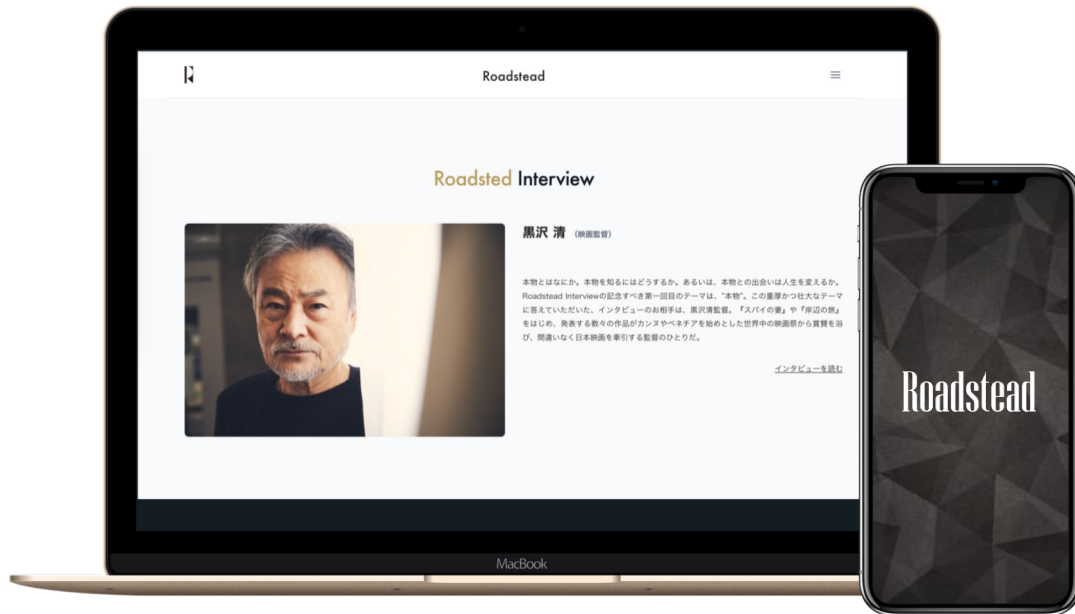 Roadstead
Roadsted Interview
黒沢 清 (映画監督)
本物とはなにか。本物を知るにはどうするか。あるいは、本物との出会いは人生を変えるか。
Roadstead Interviewの記念すべき第一回目のテーマは、"本物"。この重厚かつ壮大なテーマ
に答えていただいた、インタビューのお相手は、黒沢清監督。『スパイの妻』や『岸辺の旅』
をはじめ、発表する数々の作品がカンヌやベネチアを始めとした世界中の映画祭から賞賛を浴
び、間違いなく日本映画を牽引する監督のひとりだ。
インタビューを読む
Roadstead
MacBook